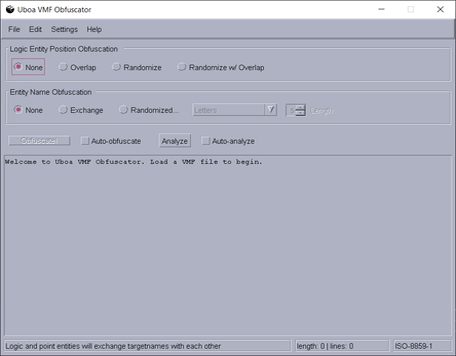 Uboa VMF Obfuscator
File Edit Settings Help
Logic Entity Position Obfuscation
None Overlap Randomize Randomize w/ Overlap
Entity Name Obfuscation
None Exchange Randomized... Letters 5 Length
Obfuscate! Auto-obfuscate Analyze Auto-analyze
Welcome to Uboa VMF Obfuscator. Load a VMF file to begin.
Logic and point entities will exchange targetnames with each other length: 0 | lines: 0 ISO-8859-1